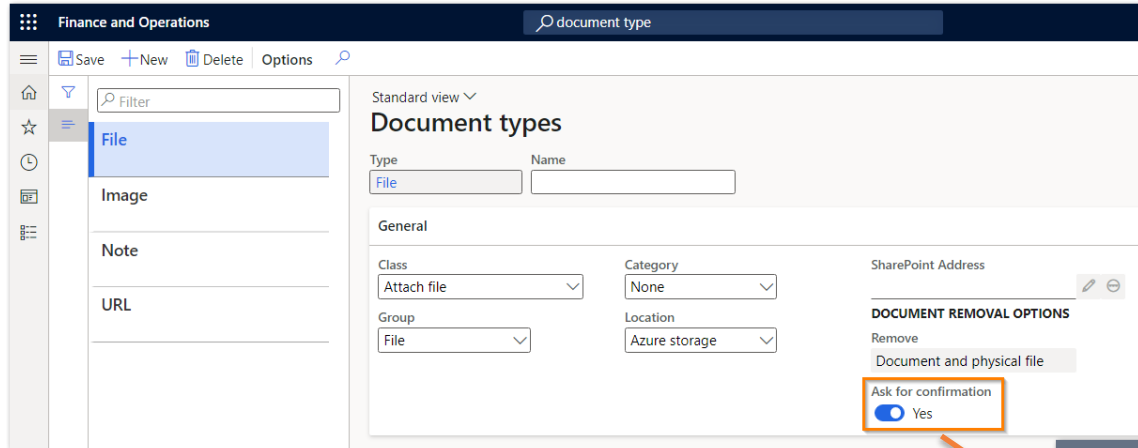 Finance and Operations
document type
Save New Delete Options
Filter
File
Image
Note
URL
Standard view
Document types
Type Name
File
General
Class Category SharePoint Address
Attach file None
DOCUMENT REMOVAL OPTIONS
Group Location
File Azure storage
Remove
Document and physical file
Ask for confirmation
Yes